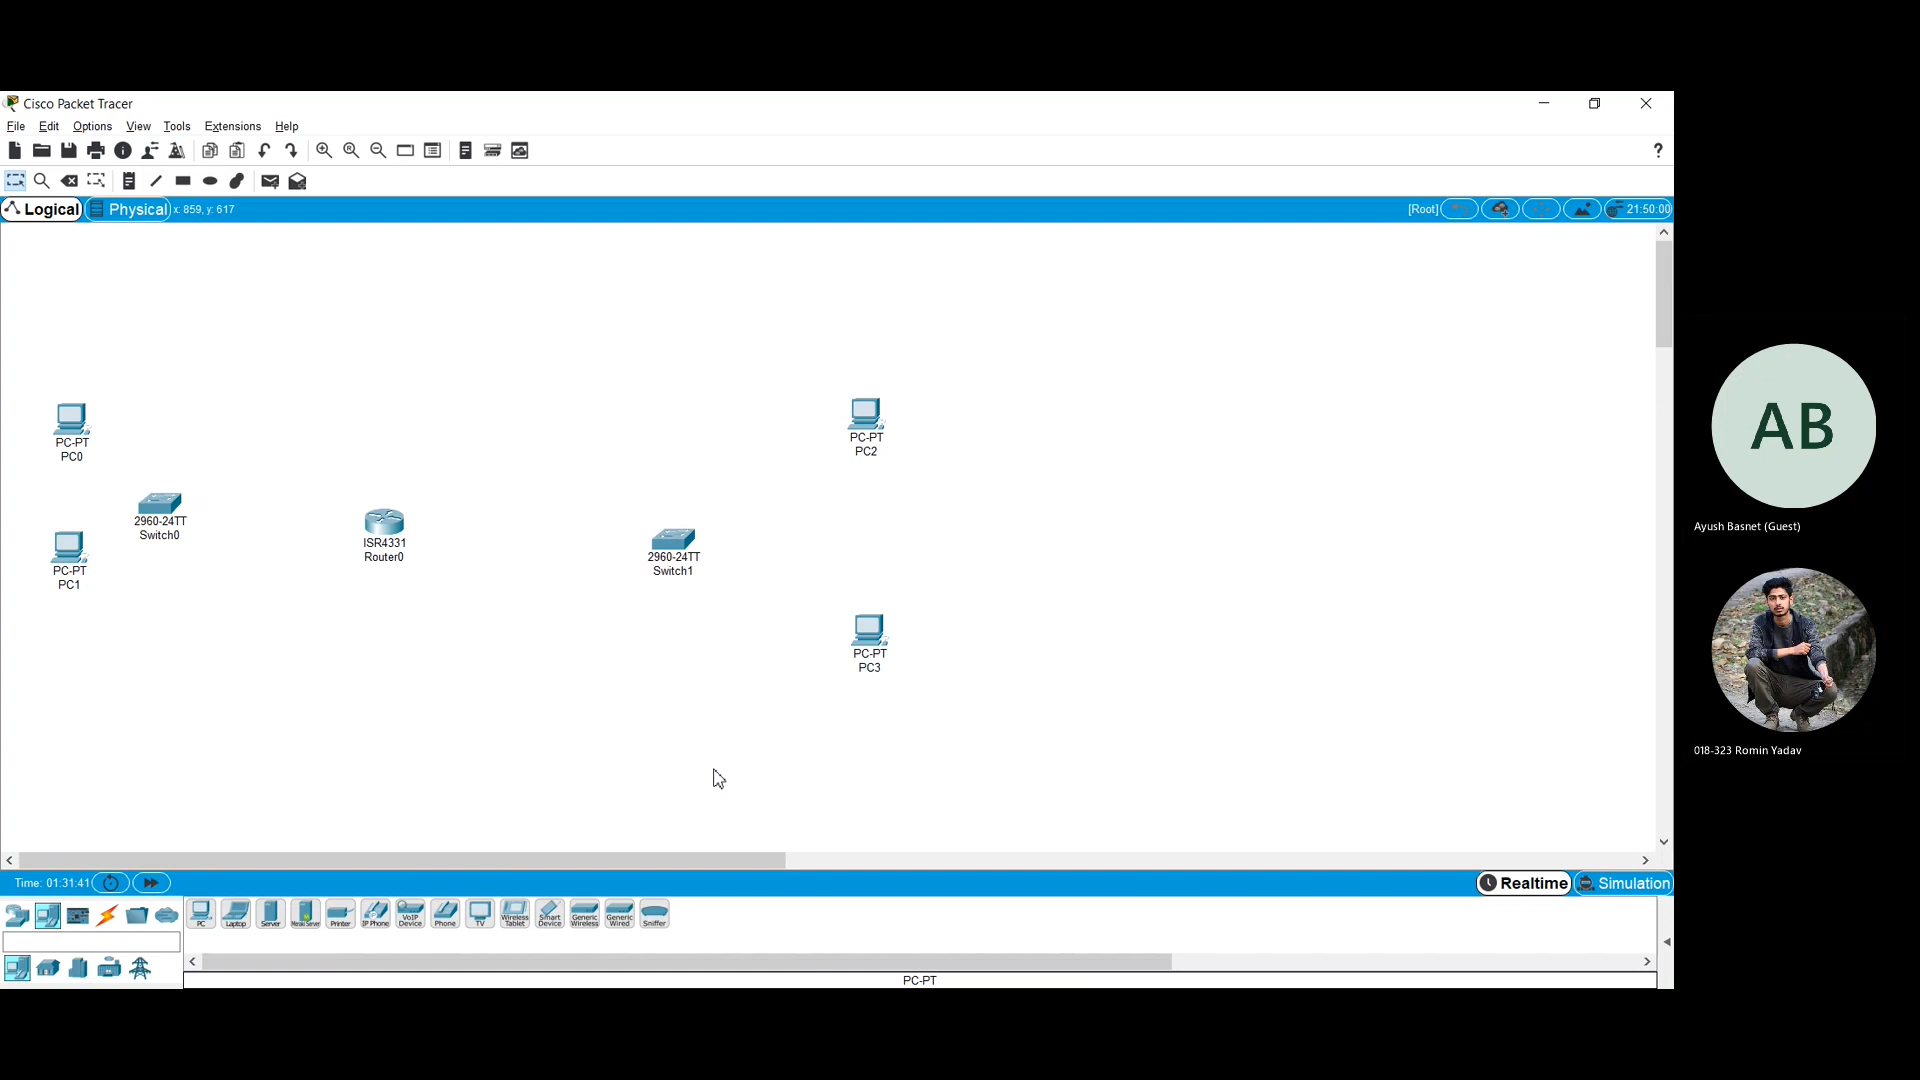 Cisco Packet Tracer
File Edit Options View Tools Extensions Help
?
Logical Physical x: 859, y: 617 [Root] 21:50:00
PC-PT
PC0
PC-PT
PC2
2960-24TT
Switch0
ISR4331
Router0
2960-24TT
Switch1
PC-PT
PC1
PC-PT
PC3
AB
Ayush Basnet (Guest)
018-323 Romin Yadav
Time: 01:31:41 Realtime Simulation
PC Laptop Server Meraki Server Printer IP Phone VoIP Device Phone TV Wireless Tablet Smart Device Generic Wireless Generic Wired Sniffer
PC-PT